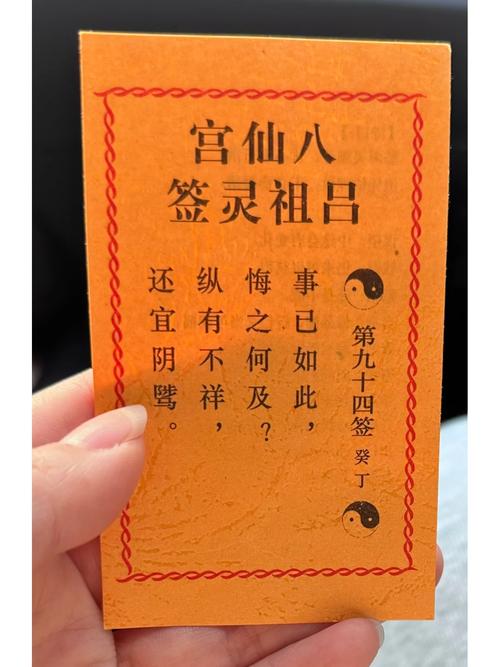 八仙宫
吕祖灵签
第九十四签 癸丁
事已如此，
悔之何及？
纵有不祥，
还宜阴骘。